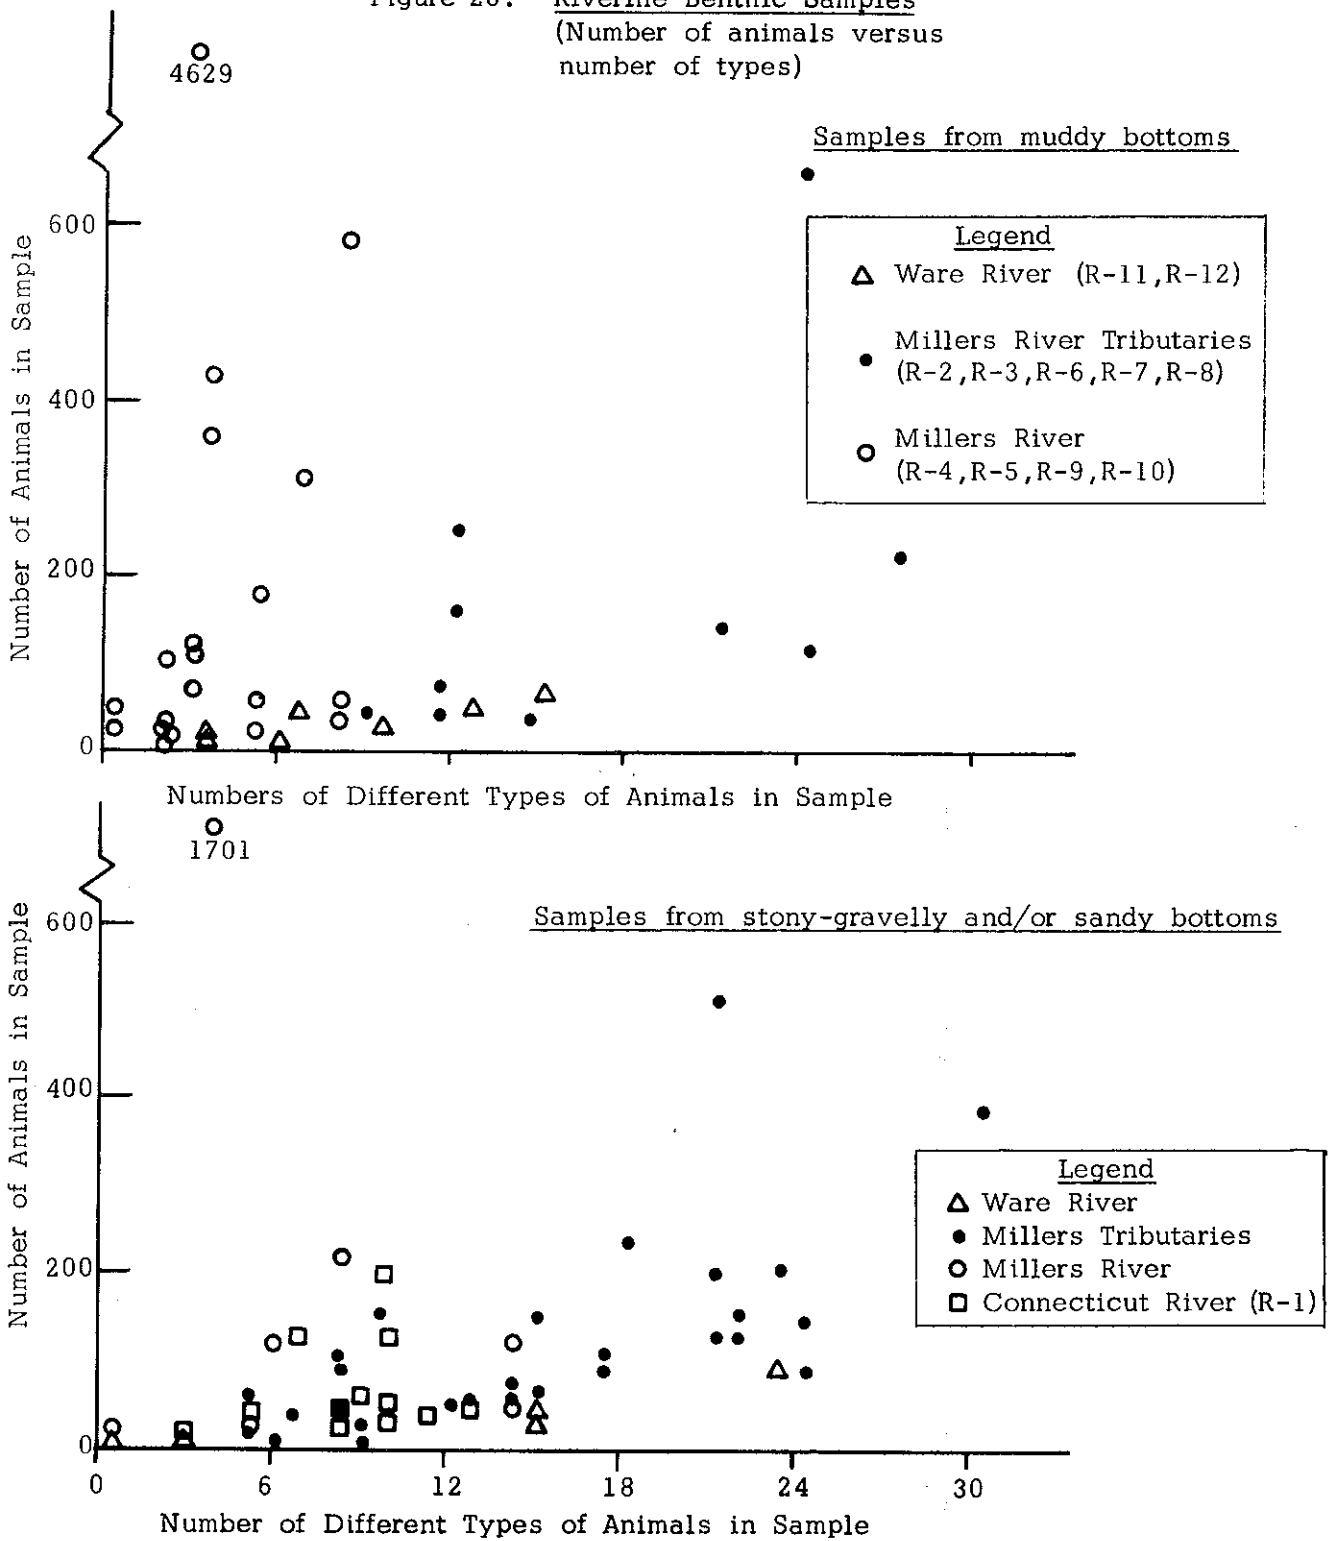 Figure 20. Riverine Benthic Samples
(Number of animals versus
number of types)
4629
Samples from muddy bottoms
Number of Animals in Sample
600
400
200
0
Legend
Ware River (R-11,R-12)
Millers River Tributaries
(R-2,R-3,R-6,R-7,R-8)
Millers River
(R-4,R-5,R-9,R-10)
Numbers of Different Types of Animals in Sample
1701
Samples from stony-gravelly and/or sandy bottoms
Number of Animals in Sample
600
400
200
0
Legend
Ware River
Millers Tributaries
Millers River
Connecticut River (R-1)
0 6 12 18 24 30
Number of Different Types of Animals in Sample